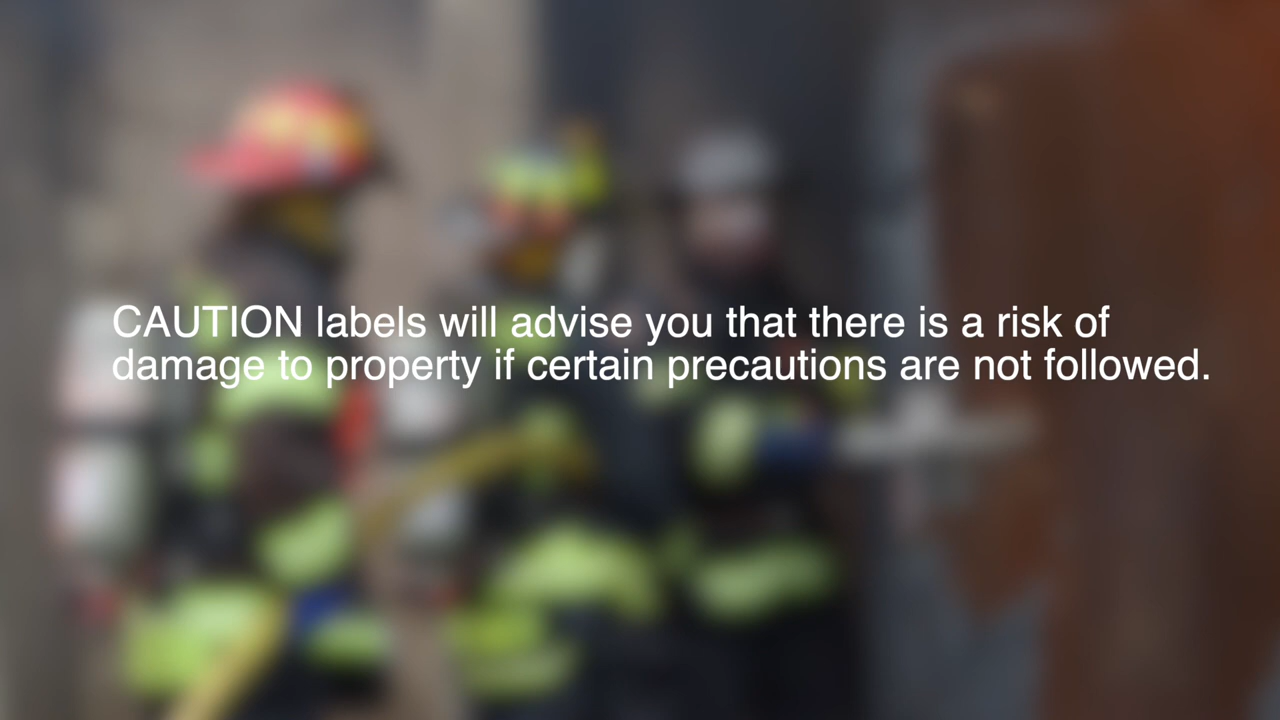 CAUTION labels will advise you that there is a risk of
damage to property if certain precautions are not followed.